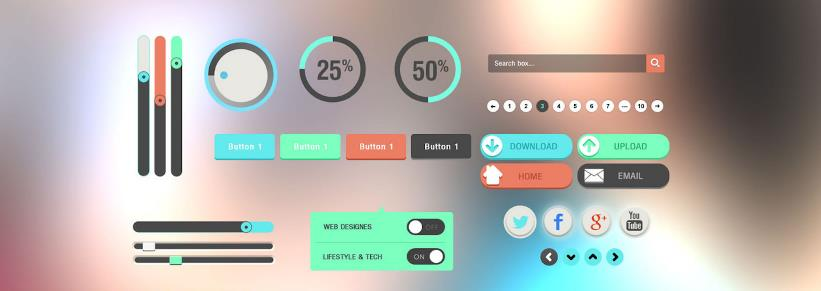 25%
50%
Search box...
1 2 3 4 5 6 7 ... 10
Button 1
Button 1
Button 1
Button 1
DOWNLOAD
UPLOAD
HOME
EMAIL
WEB DESIGNES
OFF
LIFESTYLE & TECH
ON
f
g+
You
Tube